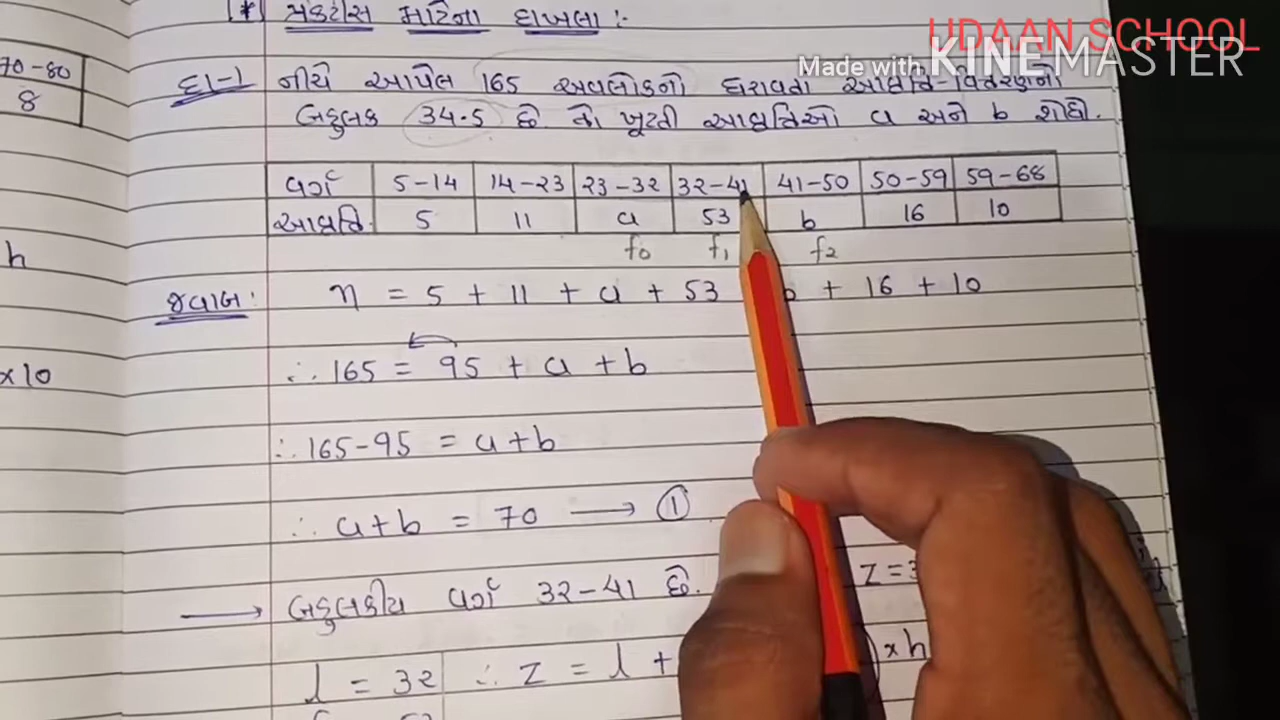 * પ્રેક્ટીસ માટેના દાખલા :-
UDAAN SCHOOL
Made with KINEMASTER
70-80
8
દા-1 નીચે આપેલ 165 અવલોકનો ધરાવતા આવૃત્તિ-વિતરણનો
બહુલક 34.5 છે તો ખૂટતી આવૃત્તિઓ a અને b શોધો.
વર્ગ 5-14 14-23 23-32 32-41 41-50 50-59 59-68
આવૃત્તિ 5 11 a 53 b 16 10
f0 f1 f2
h
જવાબ: n = 5 + 11 + a + 53 b + 16 + 10
∴ 165 = 95 + a + b
×10
∴ 165-95 = a+b
∴ a+b = 70 → ①
→ બહુલકીય વર્ગ 32-41 છે. Z=3
l = 32 ∴ Z = l + ) ×h